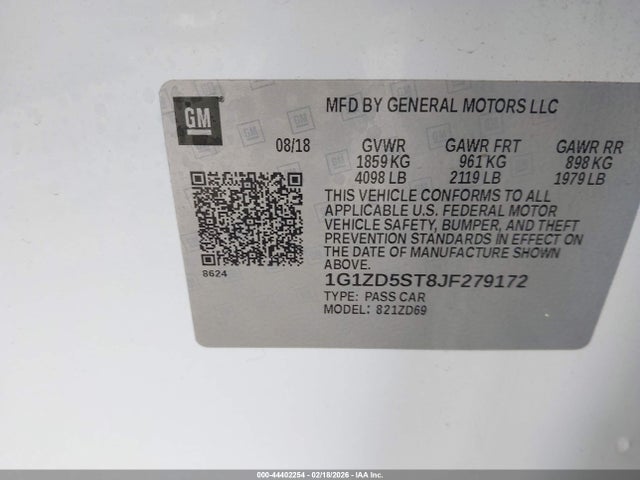 GM
MFD BY GENERAL MOTORS LLC
08/18 GVWR GAWR FRT GAWR RR
1859 KG 961 KG 898 KG
4098 LB 2119 LB 1979 LB
THIS VEHICLE CONFORMS TO ALL
APPLICABLE U.S. FEDERAL MOTOR
VEHICLE SAFETY, BUMPER, AND THEFT
PREVENTION STANDARDS IN EFFECT ON
THE DATE OF MANUFACTURE SHOWN
ABOVE.
8624
1G1ZD5ST8JF279172
TYPE: PASS CAR
MODEL: 821ZD69
000-44402254 - 02/18/2026 - IAA Inc.